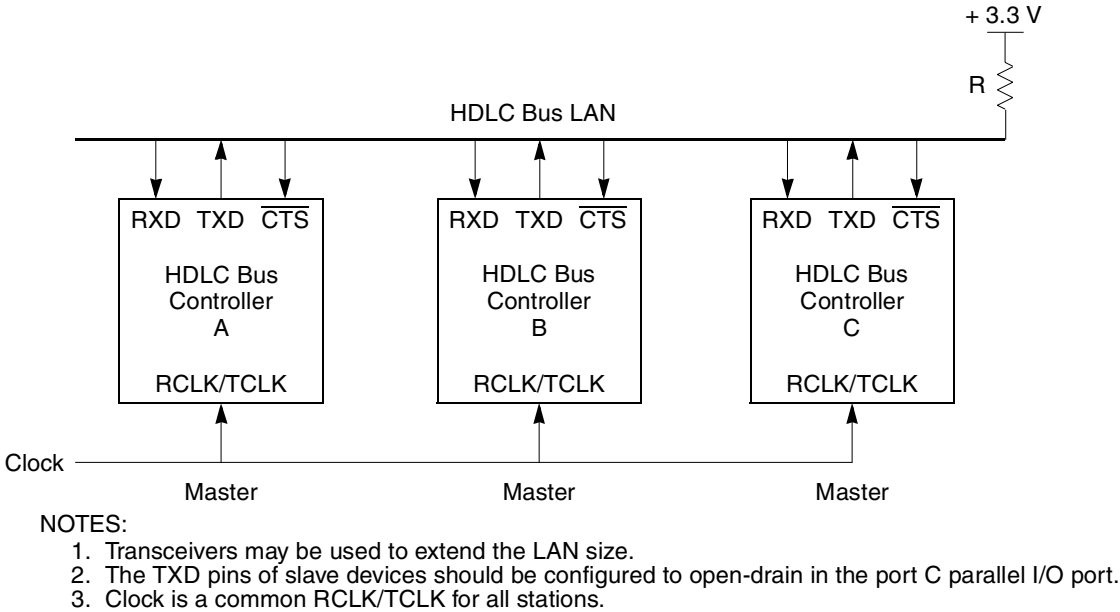 + 3.3 V
R
HDLC Bus LAN
RXD TXD CTS
RXD TXD CTS
RXD TXD CTS
HDLC Bus
Controller
A
HDLC Bus
Controller
B
HDLC Bus
Controller
C
RCLK/TCLK
RCLK/TCLK
RCLK/TCLK
Clock
Master
Master
Master
NOTES:
1. Transceivers may be used to extend the LAN size.
2. The TXD pins of slave devices should be configured to open-drain in the port C parallel I/O port.
3. Clock is a common RCLK/TCLK for all stations.